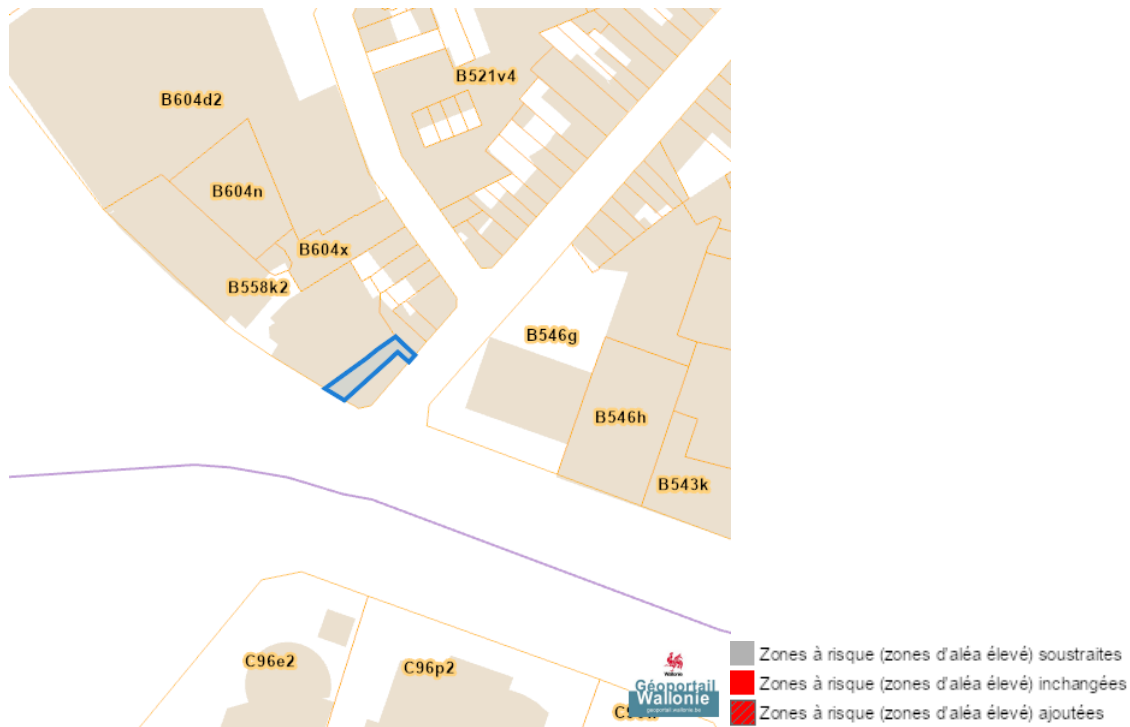 B521v4
B604d2
B604n
B604x
B558k2
B546g
B546h
B543k
C96e2
C96p2
Wallonie
Géoportail
Wallonie
geoportail.wallonie.be
Zones à risque (zones d'aléa élevé) soustraites
Zones à risque (zones d'aléa élevé) inchangées
Zones à risque (zones d'aléa élevé) ajoutées